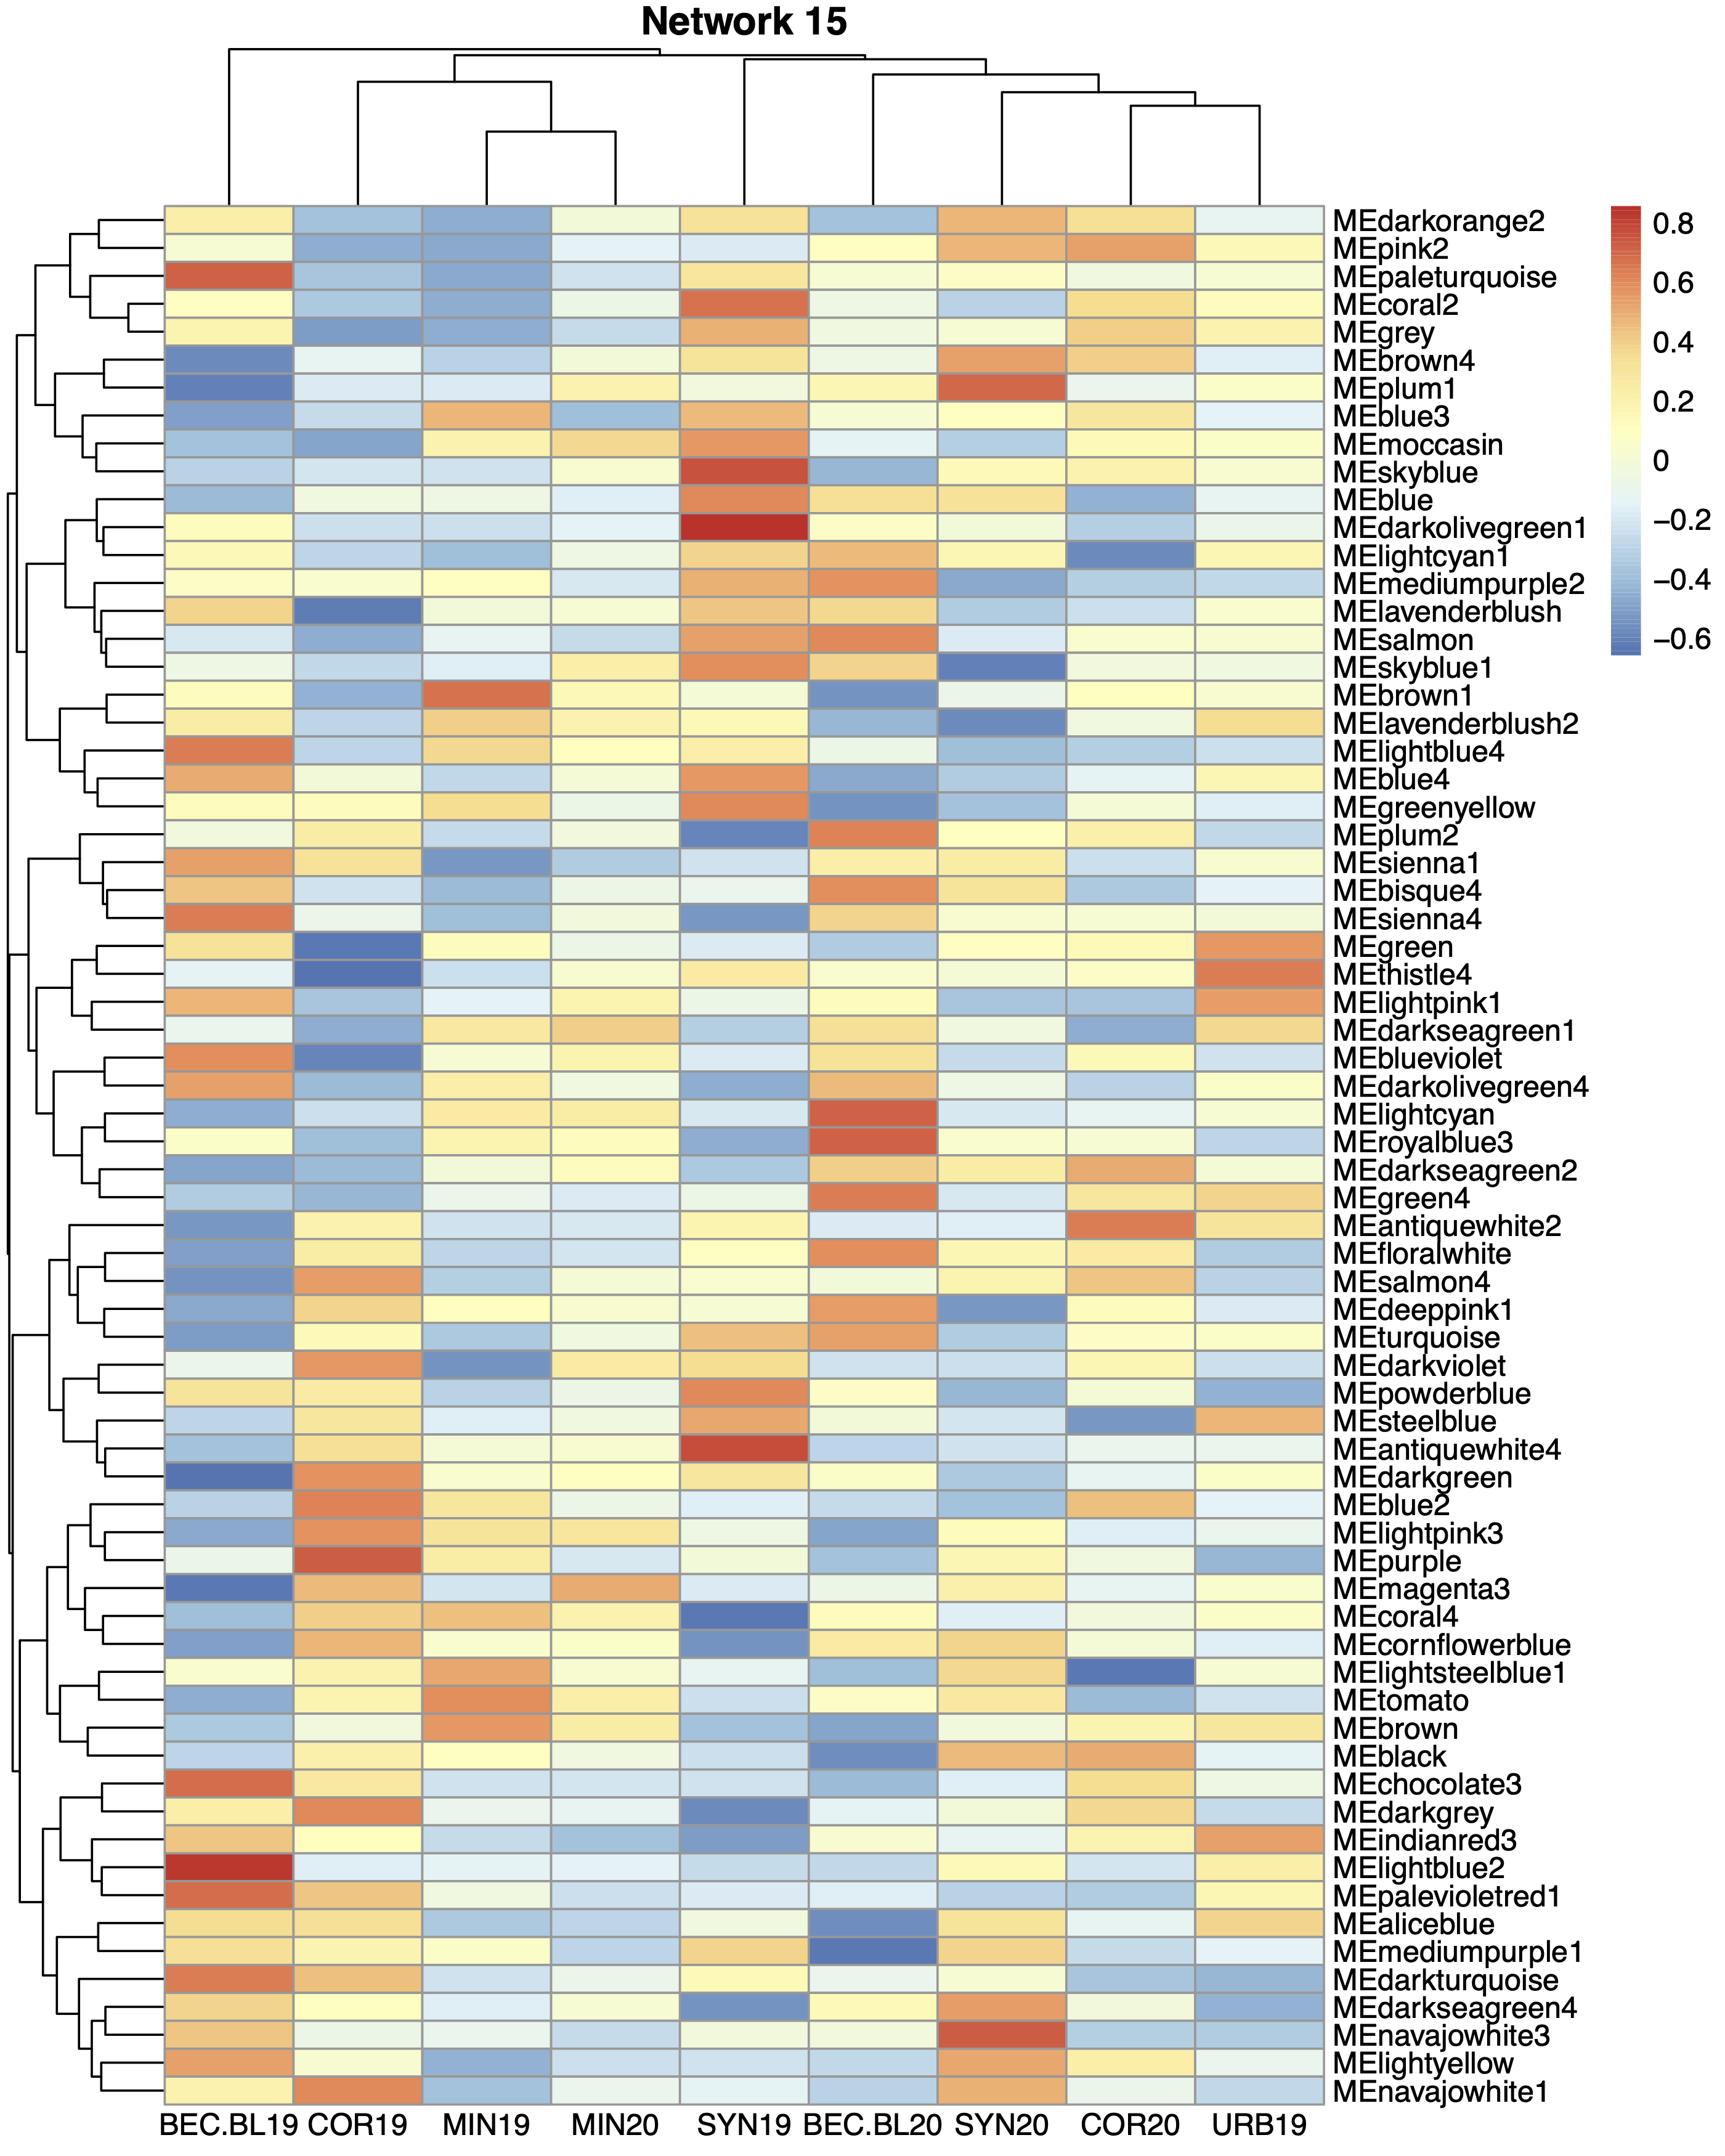 Network 15
MEdarkorange2
MEpink2
MEpaleturquoise
MEcoral2
MEgrey
MEbrown4
MEplum1
MEblue3
MEmoccasin
MEskyblue
MEblue
MEdarkolivegreen1
MElightcyan1
MEmediumpurple2
MElavenderblush
MEsalmon
MEskyblue1
MEbrown1
MElavenderblush2
MElightblue4
MEblue4
MEgreenyellow
MEplum2
MEsienna1
MEbisque4
MEsienna4
MEgreen
MEthistle4
MElightpink1
MEdarkseagreen1
MEblueviolet
MEdarkolivegreen4
MElightcyan
MEroyalblue3
MEdarkseagreen2
MEgreen4
MEantiquewhite2
MEfloralwhite
MEsalmon4
MEdeeppink1
MEturquoise
MEdarkviolet
MEpowderblue
MEsteelblue
MEantiquewhite4
MEdarkgreen
MEblue2
MElightpink3
MEpurple
MEmagenta3
MEcoral4
MEcornflowerblue
MElightsteelblue1
MEtomato
MEbrown
MEblack
MEchocolate3
MEdarkgrey
MEindianred3
MElightblue2
MEpalevioletred1
MEaliceblue
MEmediumpurple1
MEdarkturquoise
MEdarkseagreen4
MEnavajowhite3
MElightyellow
MEnavajowhite1
0.8
0.6
0.4
0.2
0
−0.2
−0.4
−0.6
BEC.BL19 COR19 MIN19 MIN20 SYN19 BEC.BL20 SYN20 COR20 URB19